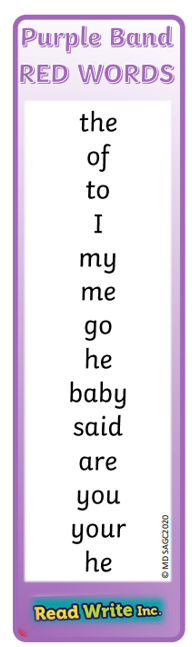 Purple Band
RED WORDS
the
of
to
I
my
me
go
he
baby
said
are
you
your
he
© MD SAGC2020
Read Write Inc.